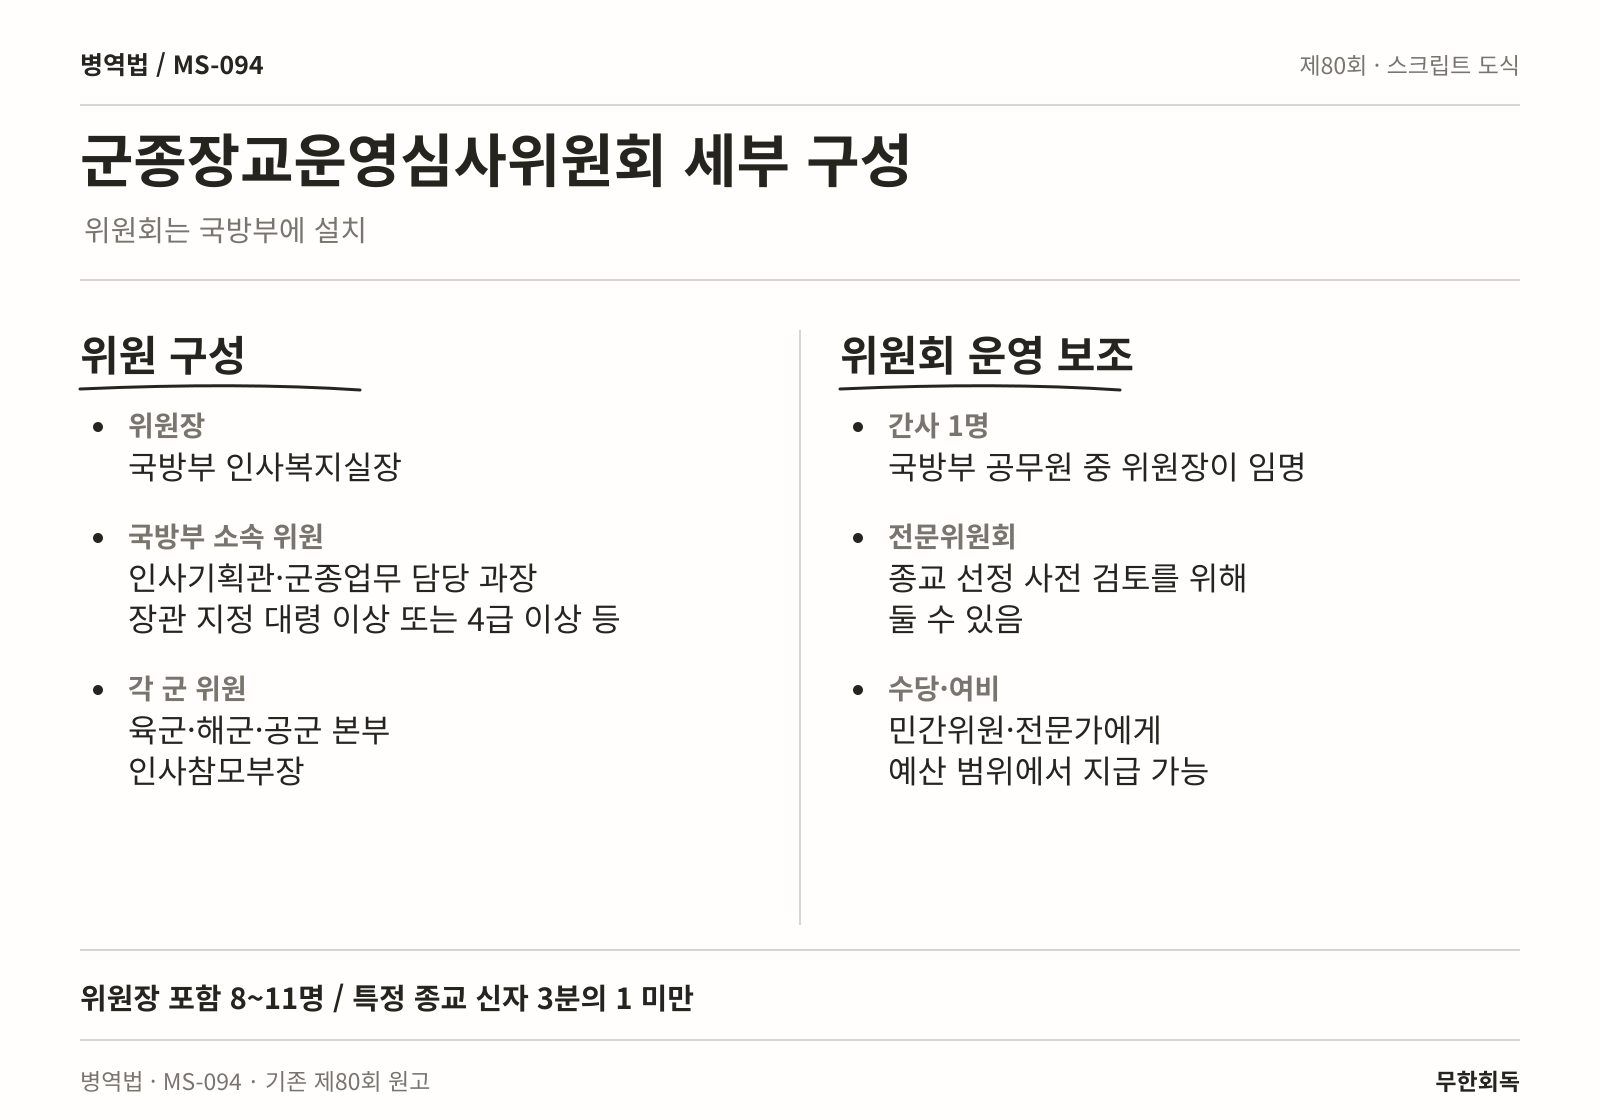 병역법 / MS-094
제80회 · 스크립트 도식
군종장교운영심사위원회 세부 구성
위원회는 국방부에 설치
위원 구성
• 위원장
국방부 인사복지실장
• 국방부 소속 위원
인사기획관·군종업무 담당 과장
장관 지정 대령 이상 또는 4급 이상 등
• 각 군 위원
육군·해군·공군 본부
인사참모부장
위원회 운영 보조
• 간사 1명
국방부 공무원 중 위원장이 임명
• 전문위원회
종교 선정 사전 검토를 위해
둘 수 있음
• 수당·여비
민간위원·전문가에게
예산 범위에서 지급 가능
위원장 포함 8~11명 / 특정 종교 신자 3분의 1 미만
병역법 · MS-094 · 기존 제80회 원고
무한회독